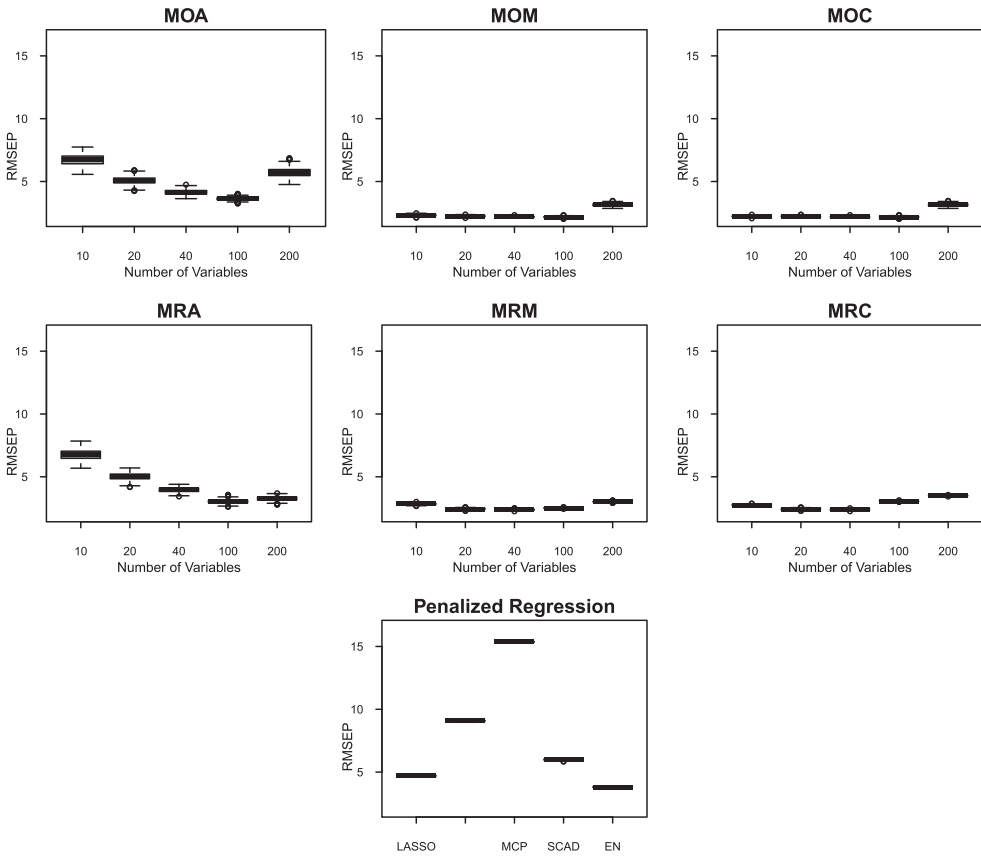 MOA
MOM
MOC
15
10
5
RMSEP
10 20 40 100 200
Number of Variables
15
10
5
RMSEP
10 20 40 100 200
Number of Variables
15
10
5
RMSEP
10 20 40 100 200
Number of Variables
MRA
MRM
MRC
15
10
5
RMSEP
10 20 40 100 200
Number of Variables
15
10
5
RMSEP
10 20 40 100 200
Number of Variables
15
10
5
RMSEP
10 20 40 100 200
Number of Variables
Penalized Regression
15
10
5
RMSEP
LASSO MCP SCAD EN